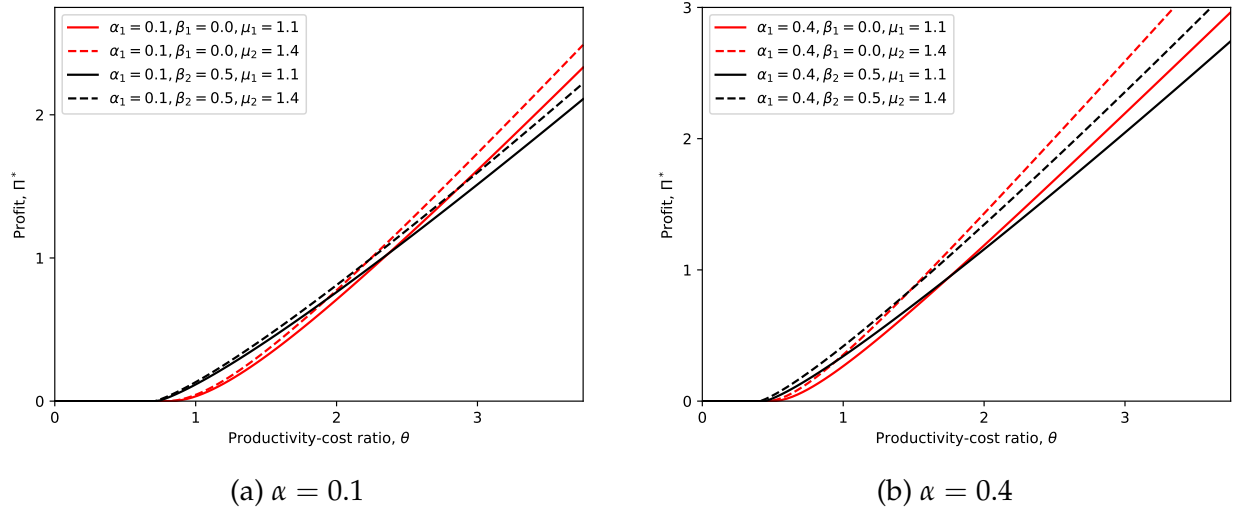 α₁ = 0.1, β₁ = 0.0, μ₁ = 1.1
α₁ = 0.1, β₁ = 0.0, μ₂ = 1.4
α₁ = 0.1, β₂ = 0.5, μ₁ = 1.1
α₁ = 0.1, β₂ = 0.5, μ₂ = 1.4
2
1
0
Profit, Π*
0 1 2 3
Productivity-cost ratio, θ
(a) α = 0.1
α₁ = 0.4, β₁ = 0.0, μ₁ = 1.1
α₁ = 0.4, β₁ = 0.0, μ₂ = 1.4
α₁ = 0.4, β₂ = 0.5, μ₁ = 1.1
α₁ = 0.4, β₂ = 0.5, μ₂ = 1.4
3
2
1
0
Profit, Π*
0 1 2 3
Productivity-cost ratio, θ
(b) α = 0.4